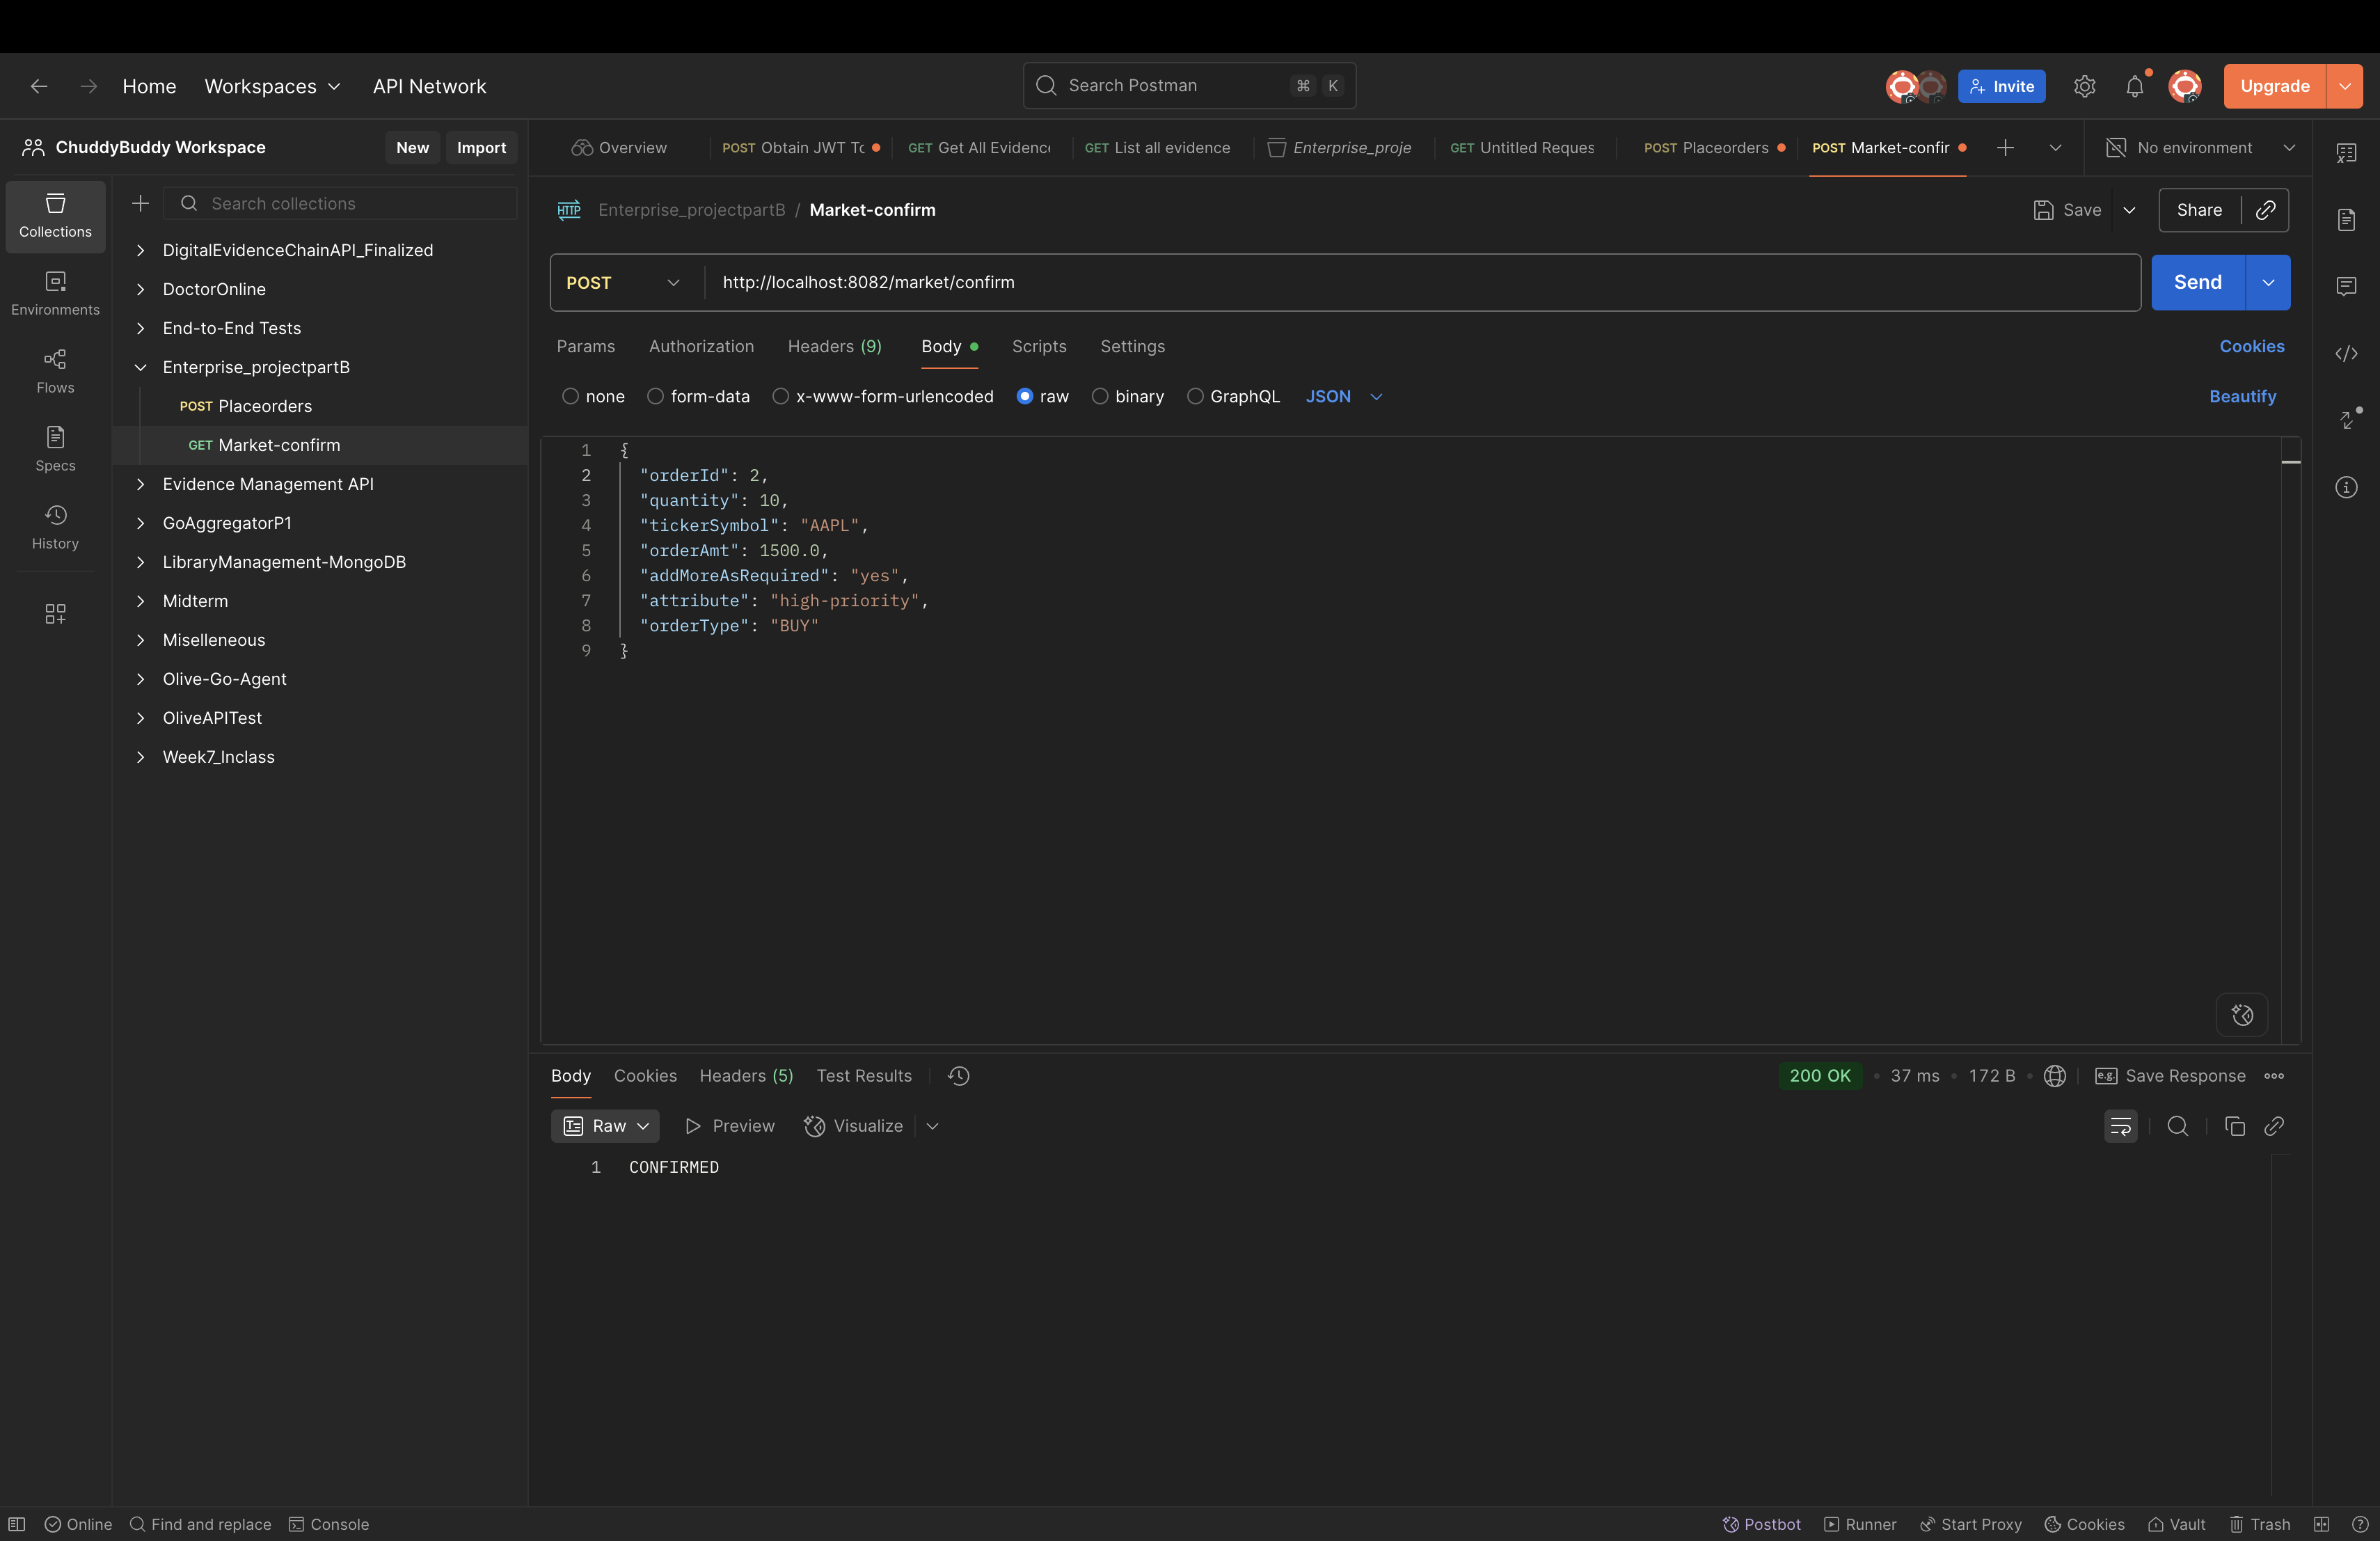 Home Workspaces API Network
Search Postman ⌘ K
Invite
Upgrade
ChuddyBuddy Workspace
New Import
Overview
POST Obtain JWT To
GET Get All Evidenc
GET List all evidence
Enterprise_proje
GET Untitled Reques
POST Placeorders
POST Market-confir
No environment
Collections
Environments
Flows
Specs
History
Search collections
DigitalEvidenceChainAPI_Finalized
DoctorOnline
End-to-End Tests
Enterprise_projectpartB
POST Placeorders
GET Market-confirm
Evidence Management API
GoAggregatorP1
LibraryManagement-MongoDB
Midterm
Miselleneous
Olive-Go-Agent
OliveAPITest
Week7_Inclass
HTTP Enterprise_projectpartB / Market-confirm
Save Share
POST http://localhost:8082/market/confirm
Send
Params Authorization Headers (9) Body Scripts Settings
Cookies
none form-data x-www-form-urlencoded raw binary GraphQL JSON
Beautify
1 {
2 "orderId": 2,
3 "quantity": 10,
4 "tickerSymbol": "AAPL",
5 "orderAmt": 1500.0,
6 "addMoreAsRequired": "yes",
7 "attribute": "high-priority",
8 "orderType": "BUY"
9 }
Body Cookies Headers (5) Test Results
200 OK • 37 ms • 172 B
e.g. Save Response
Raw Preview Visualize
1 CONFIRMED
Online Find and replace Console
Postbot Runner Start Proxy Cookies Vault Trash